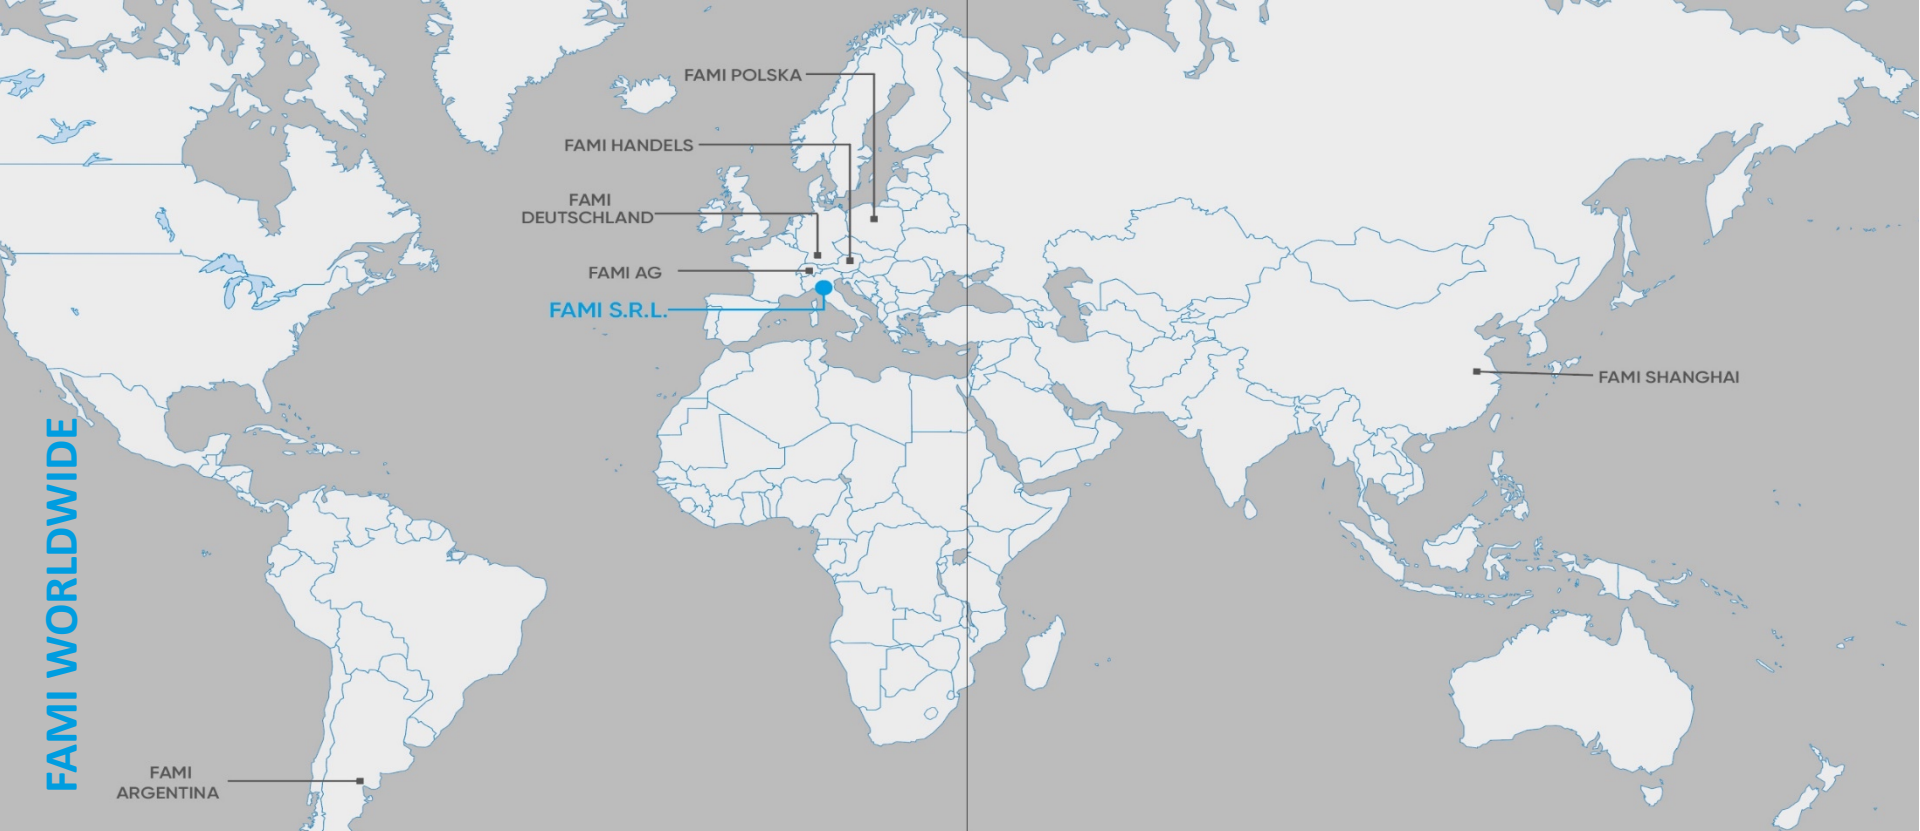 FAMI WORLDWIDE
FAMI POLSKA
FAMI HANDELS
FAMI
DEUTSCHLAND
FAMI AG
FAMI S.R.L.
FAMI SHANGHAI
FAMI
ARGENTINA